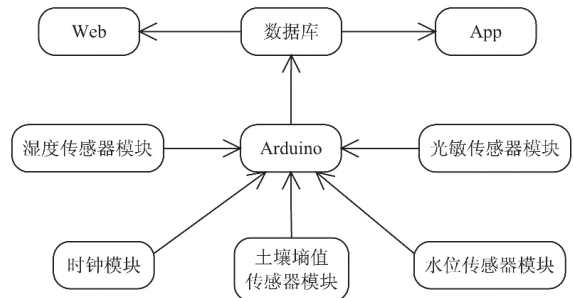 Web
数据库
App
湿度传感器模块
Arduino
光敏传感器模块
时钟模块
土壤墒值
传感器模块
水位传感器模块